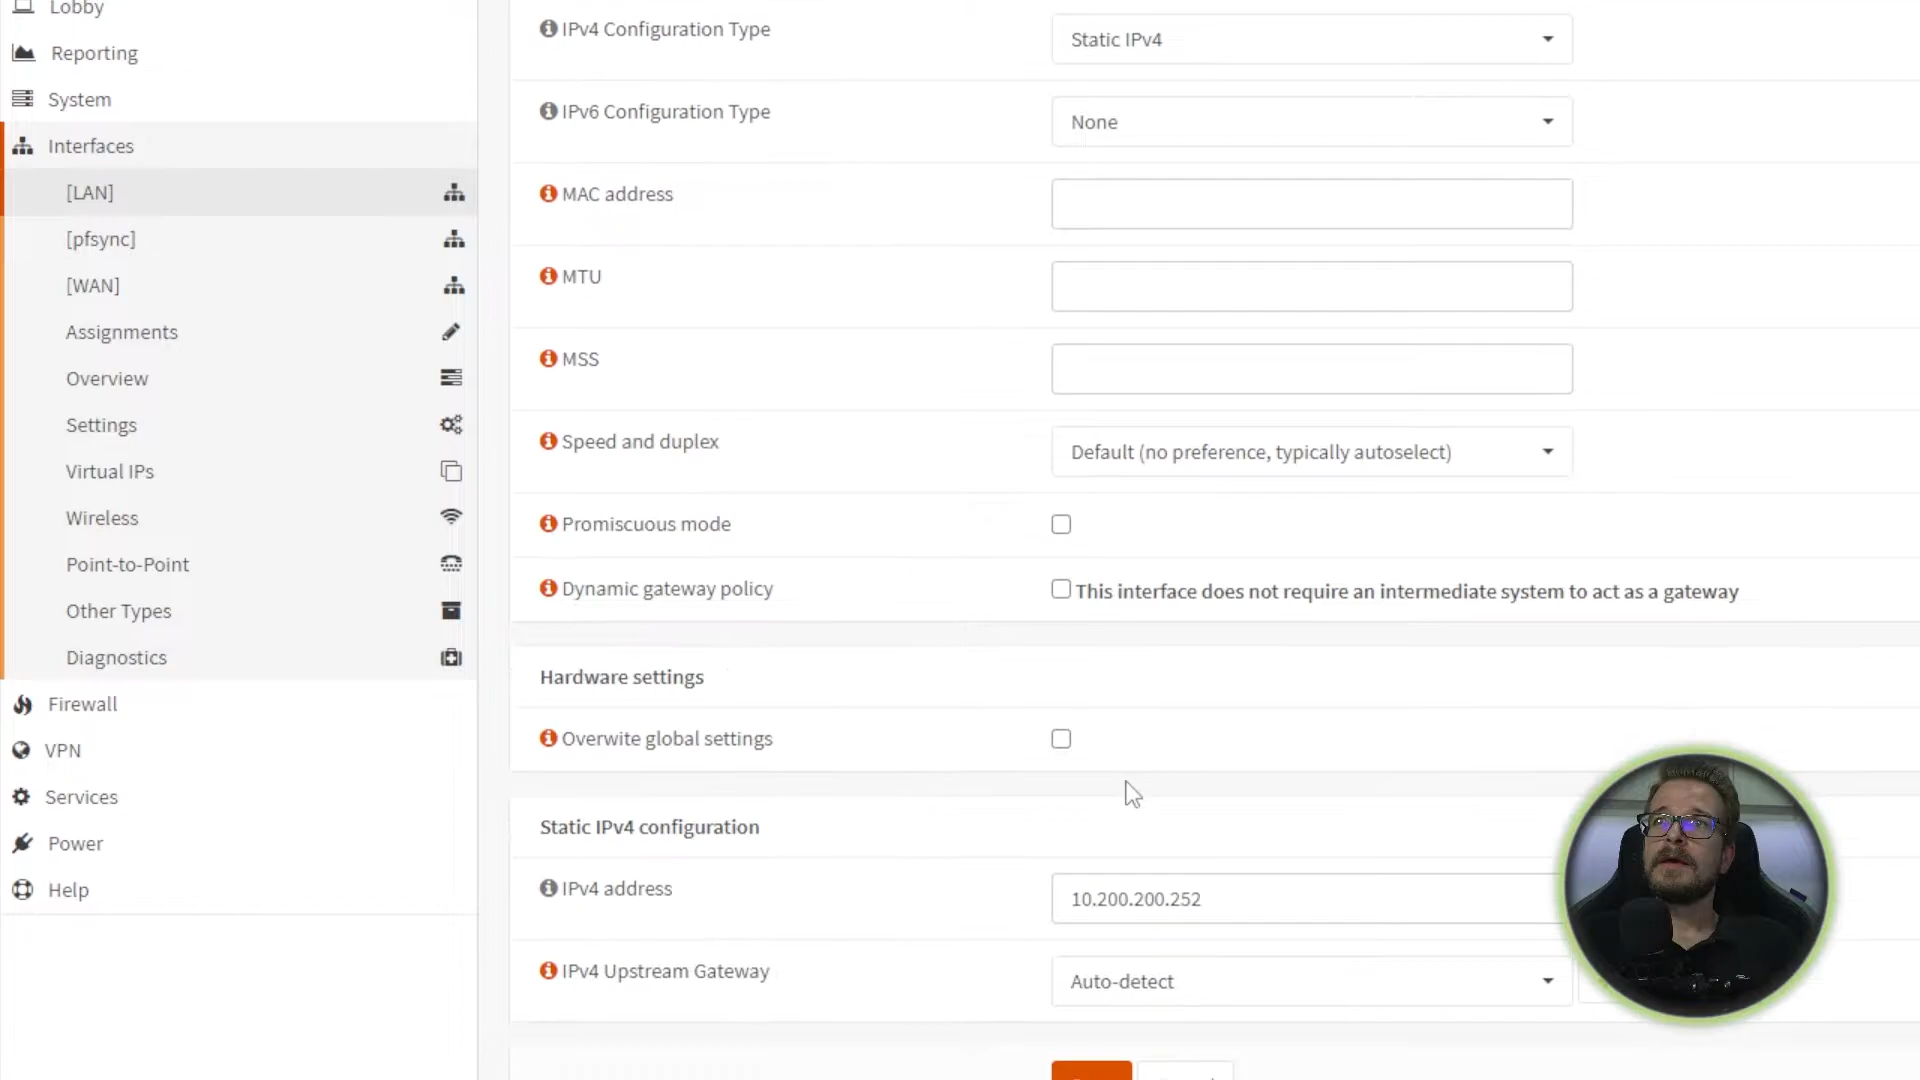 Lobby
Reporting
System
Interfaces
[LAN]
[pfsync]
[WAN]
Assignments
Overview
Settings
Virtual IPs
Wireless
Point-to-Point
Other Types
Diagnostics
Firewall
VPN
Services
Power
Help
IPv4 Configuration Type
Static IPv4
IPv6 Configuration Type
None
MAC address
MTU
MSS
Speed and duplex
Default (no preference, typically autoselect)
Promiscuous mode
Dynamic gateway policy
This interface does not require an intermediate system to act as a gateway
Hardware settings
Overwite global settings
Static IPv4 configuration
IPv4 address
10.200.200.252
IPv4 Upstream Gateway
Auto-detect